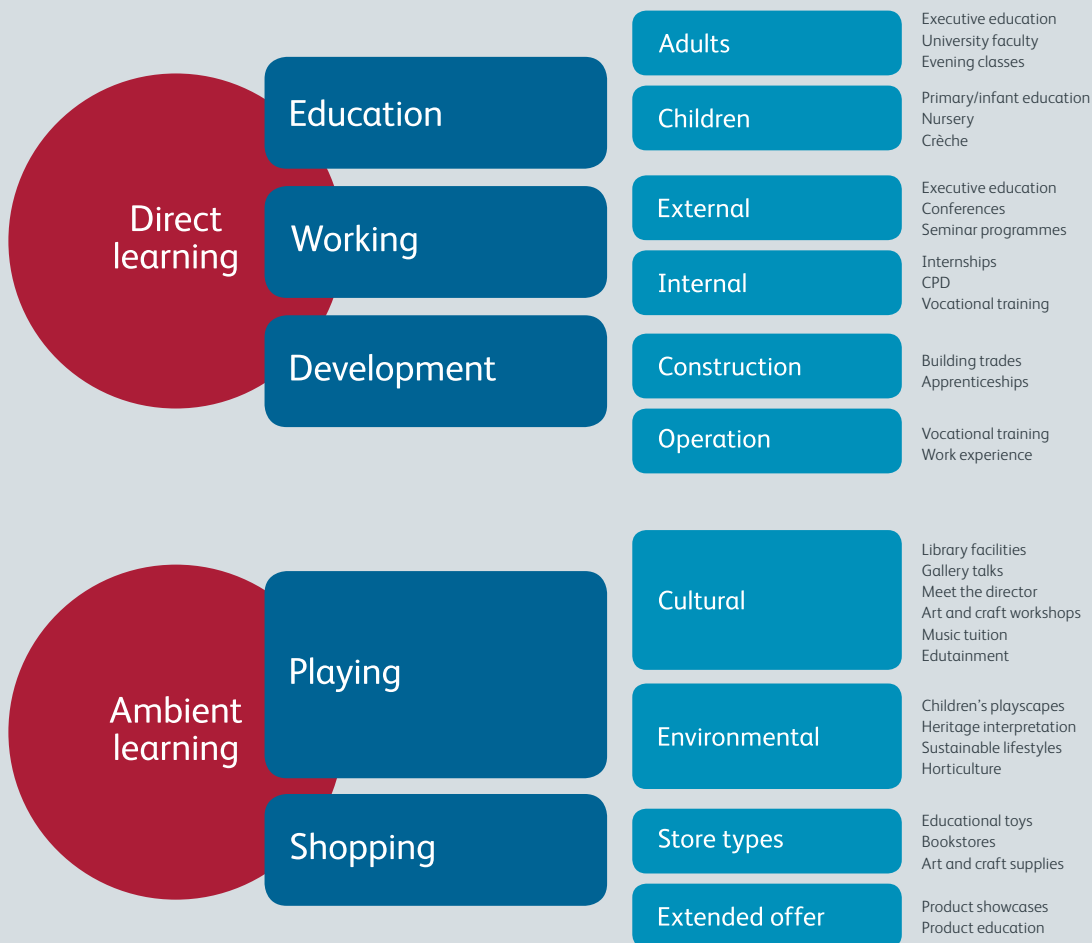 Direct
learning
Education
Adults
Executive education
University faculty
Evening classes
Children
Primary/infant education
Nursery
Crèche
Working
External
Executive education
Conferences
Seminar programmes
Internal
Internships
CPD
Vocational training
Development
Construction
Building trades
Apprenticeships
Operation
Vocational training
Work experience
Ambient
learning
Playing
Cultural
Library facilities
Gallery talks
Meet the director
Art and craft workshops
Music tuition
Edutainment
Environmental
Children’s playscapes
Heritage interpretation
Sustainable lifestyles
Horticulture
Shopping
Store types
Educational toys
Bookstores
Art and craft supplies
Extended offer
Product showcases
Product education